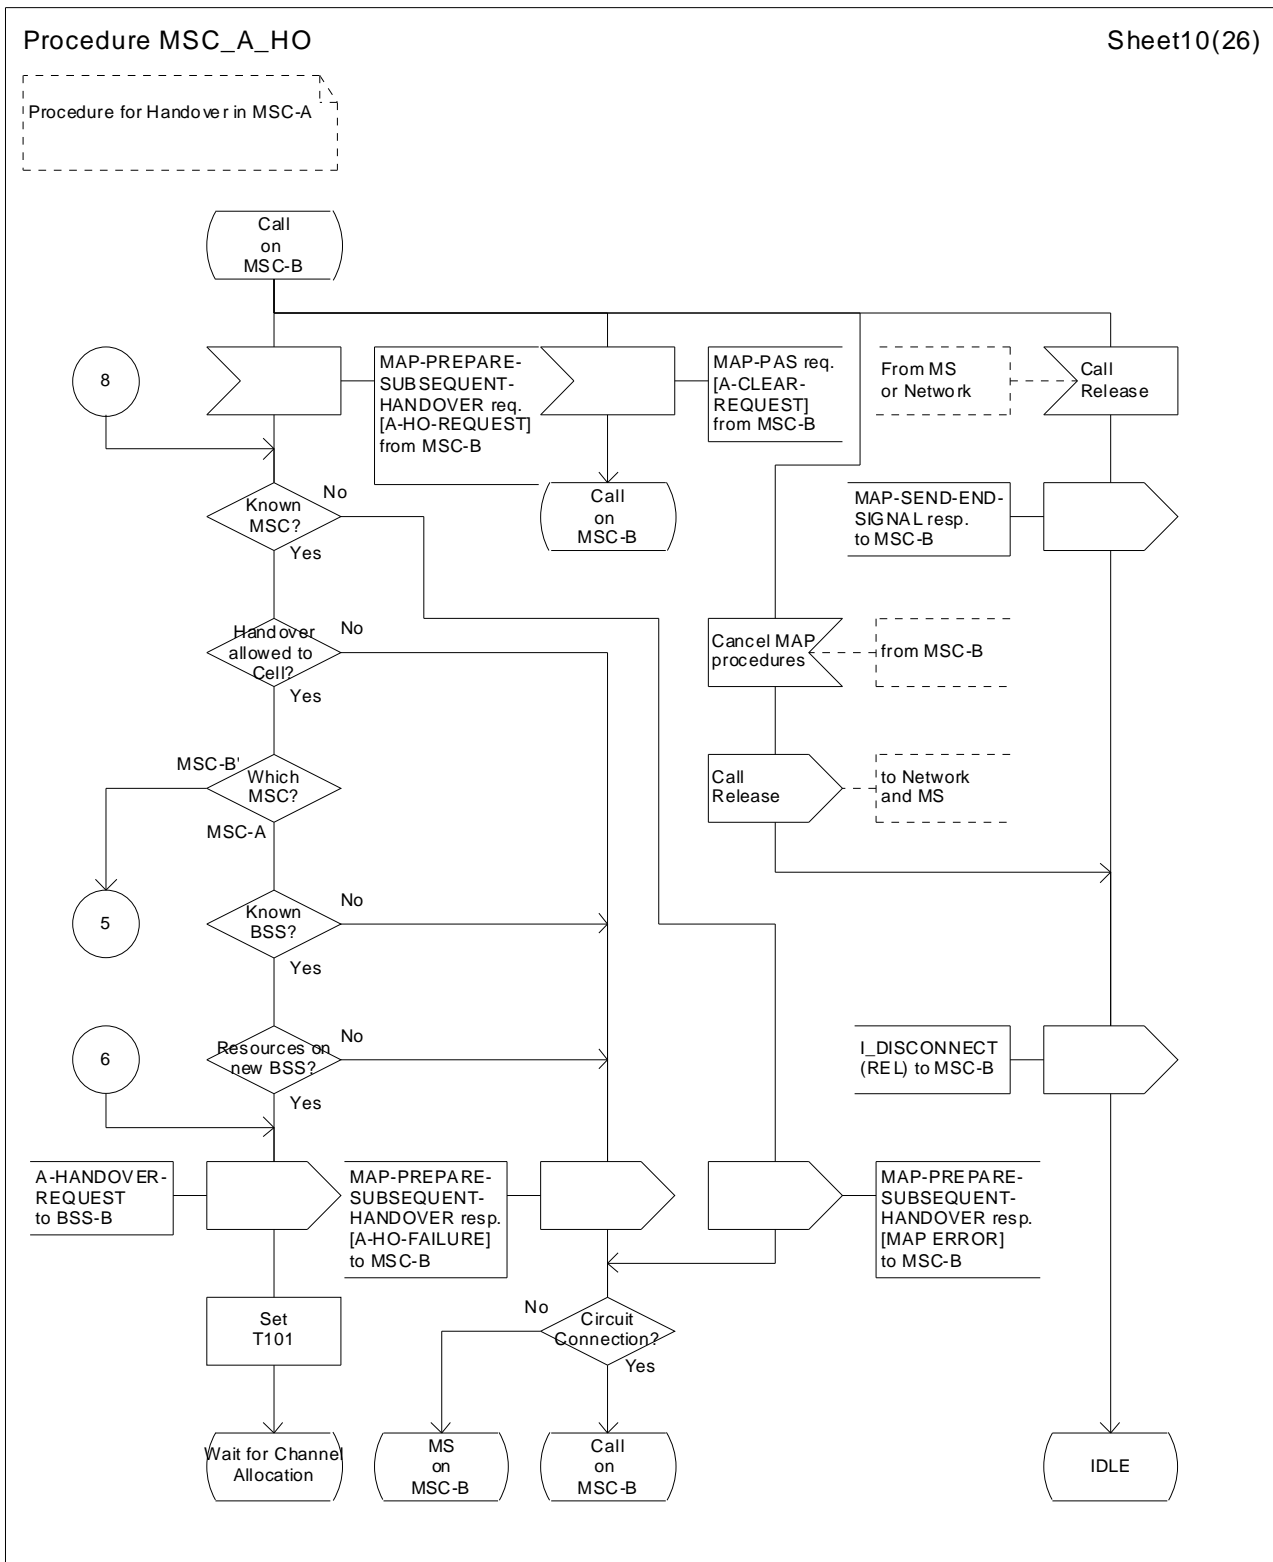 Procedure MSC_A_HO
Sheet10(26)
Procedure for Handover in MSC-A
Call
on
MSC-B
8
MAP-PREPARE-
SUBSEQUENT-
HANDOVER req.
[A-HO-REQUEST]
from MSC-B
MAP-PAS req.
[A-CLEAR-
REQUEST]
from MSC-B
From MS
or Network
Call
Release
Known
MSC?
No
Yes
Call
on
MSC-B
MAP-SEND-END-
SIGNAL resp.
to MSC-B
Handover
allowed to
Cell?
No
Yes
Cancel MAP
procedures
from MSC-B
MSC-B'
Which
MSC?
MSC-A
Call
Release
to Network
and MS
5
Known
BSS?
No
Yes
6
Resources on
new BSS?
No
Yes
I_DISCONNECT
(REL) to MSC-B
A-HANDOVER-
REQUEST
to BSS-B
MAP-PREPARE-
SUBSEQUENT-
HANDOVER resp.
[A-HO-FAILURE]
to MSC-B
MAP-PREPARE-
SUBSEQUENT-
HANDOVER resp.
[MAP ERROR]
to MSC-B
Set
T101
No
Circuit
Connection?
Yes
Wait for Channel
Allocation
MS
on
MSC-B
Call
on
MSC-B
IDLE